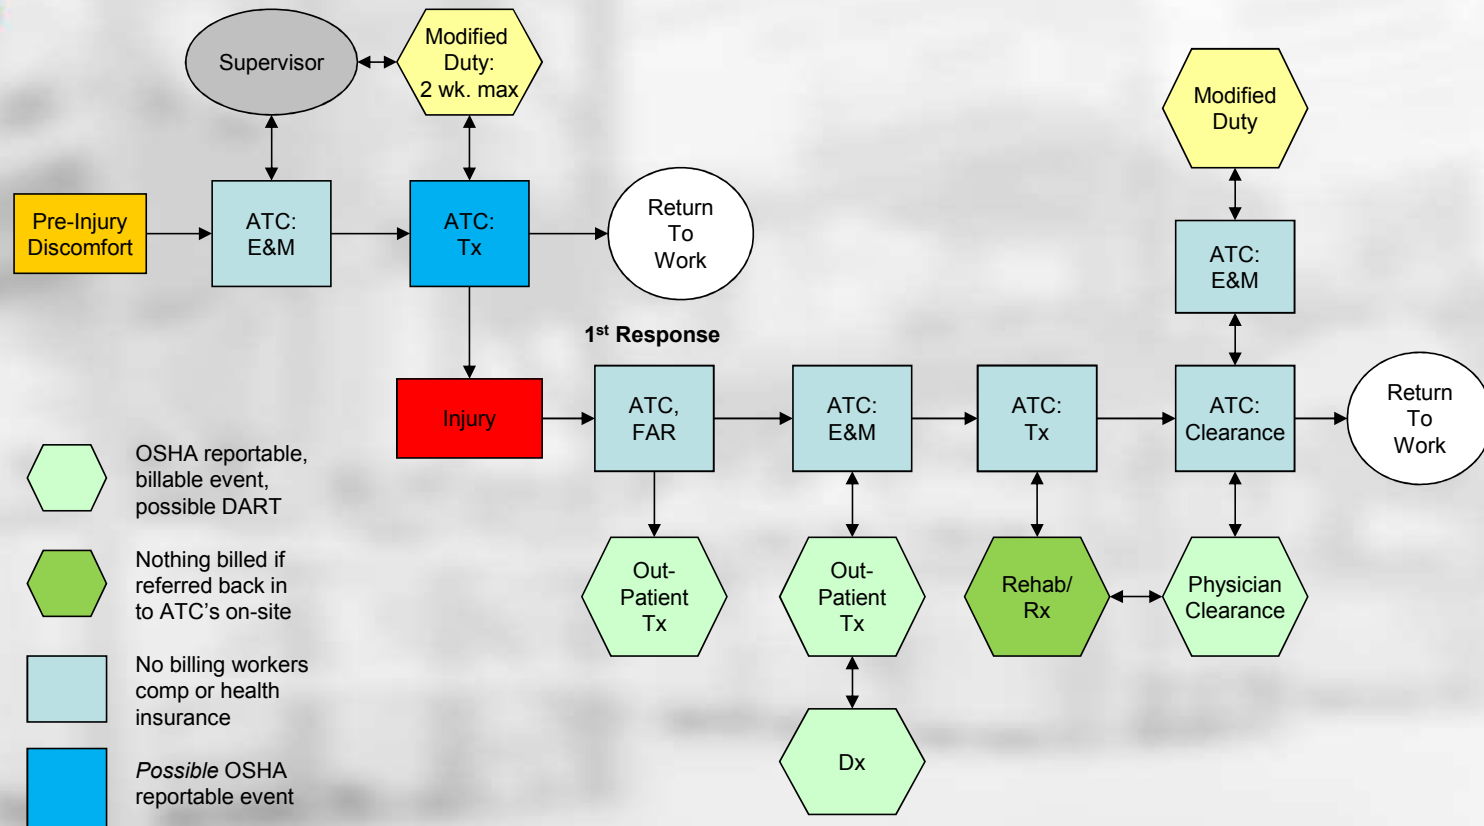 Supervisor
Modified
Duty:
2 wk. max
Modified
Duty
Pre-Injury
Discomfort
ATC:
E&M
ATC:
Tx
Return
To
Work
ATC:
E&M
1st Response
Injury
ATC,
FAR
ATC:
E&M
ATC:
Tx
ATC:
Clearance
Return
To
Work
OSHA reportable,
billable event,
possible DART
Out-
Patient
Tx
Out-
Patient
Tx
Rehab/
Rx
Physician
Clearance
Nothing billed if
referred back in
to ATC’s on-site
No billing workers
comp or health
insurance
Dx
Possible OSHA
reportable event